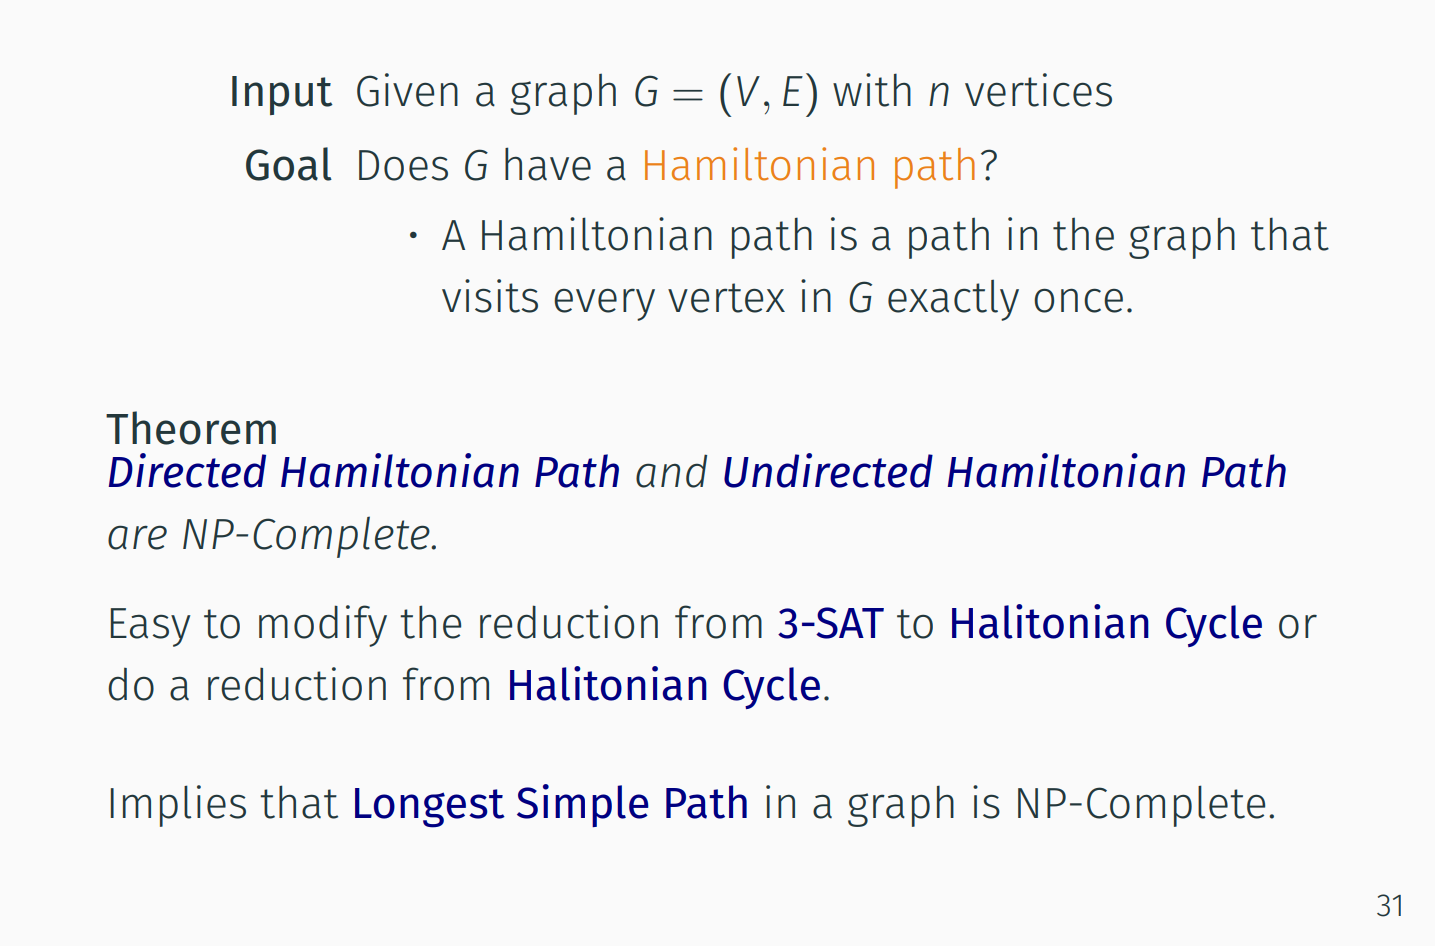 Input Given a graph G = (V, E) with n vertices
Goal Does G have a Hamiltonian path?
• A Hamiltonian path is a path in the graph that
visits every vertex in G exactly once.
Theorem
Directed Hamiltonian Path and Undirected Hamiltonian Path
are NP-Complete.
Easy to modify the reduction from 3-SAT to Halitonian Cycle or
do a reduction from Halitonian Cycle.
Implies that Longest Simple Path in a graph is NP-Complete.
31